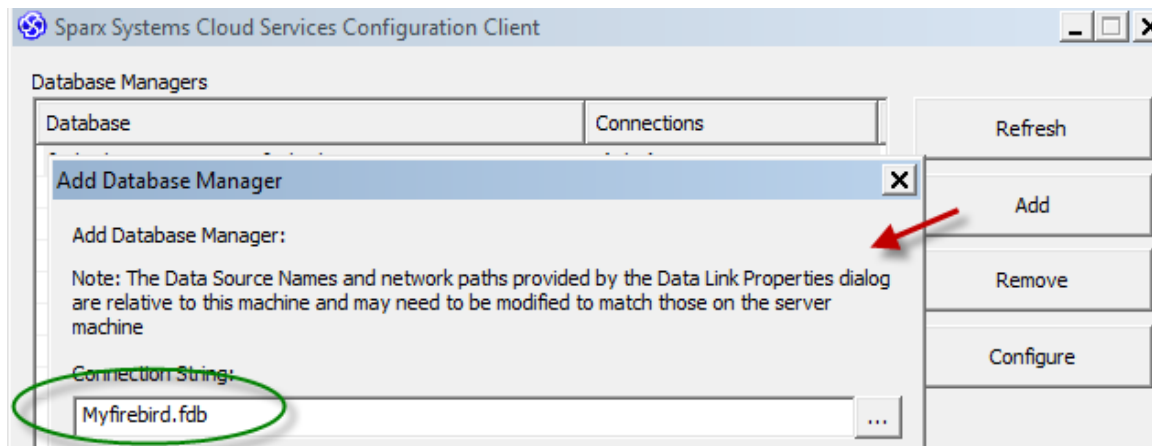 Sparx Systems Cloud Services Configuration Client
Database Managers
Database
Connections
Refresh
Add Database Manager
Add
Add Database Manager:
Note: The Data Source Names and network paths provided by the Data Link Properties dialog
are relative to this machine and may need to be modified to match those on the server
machine
Remove
Configure
Connection String:
Myfirebird.fdb
...